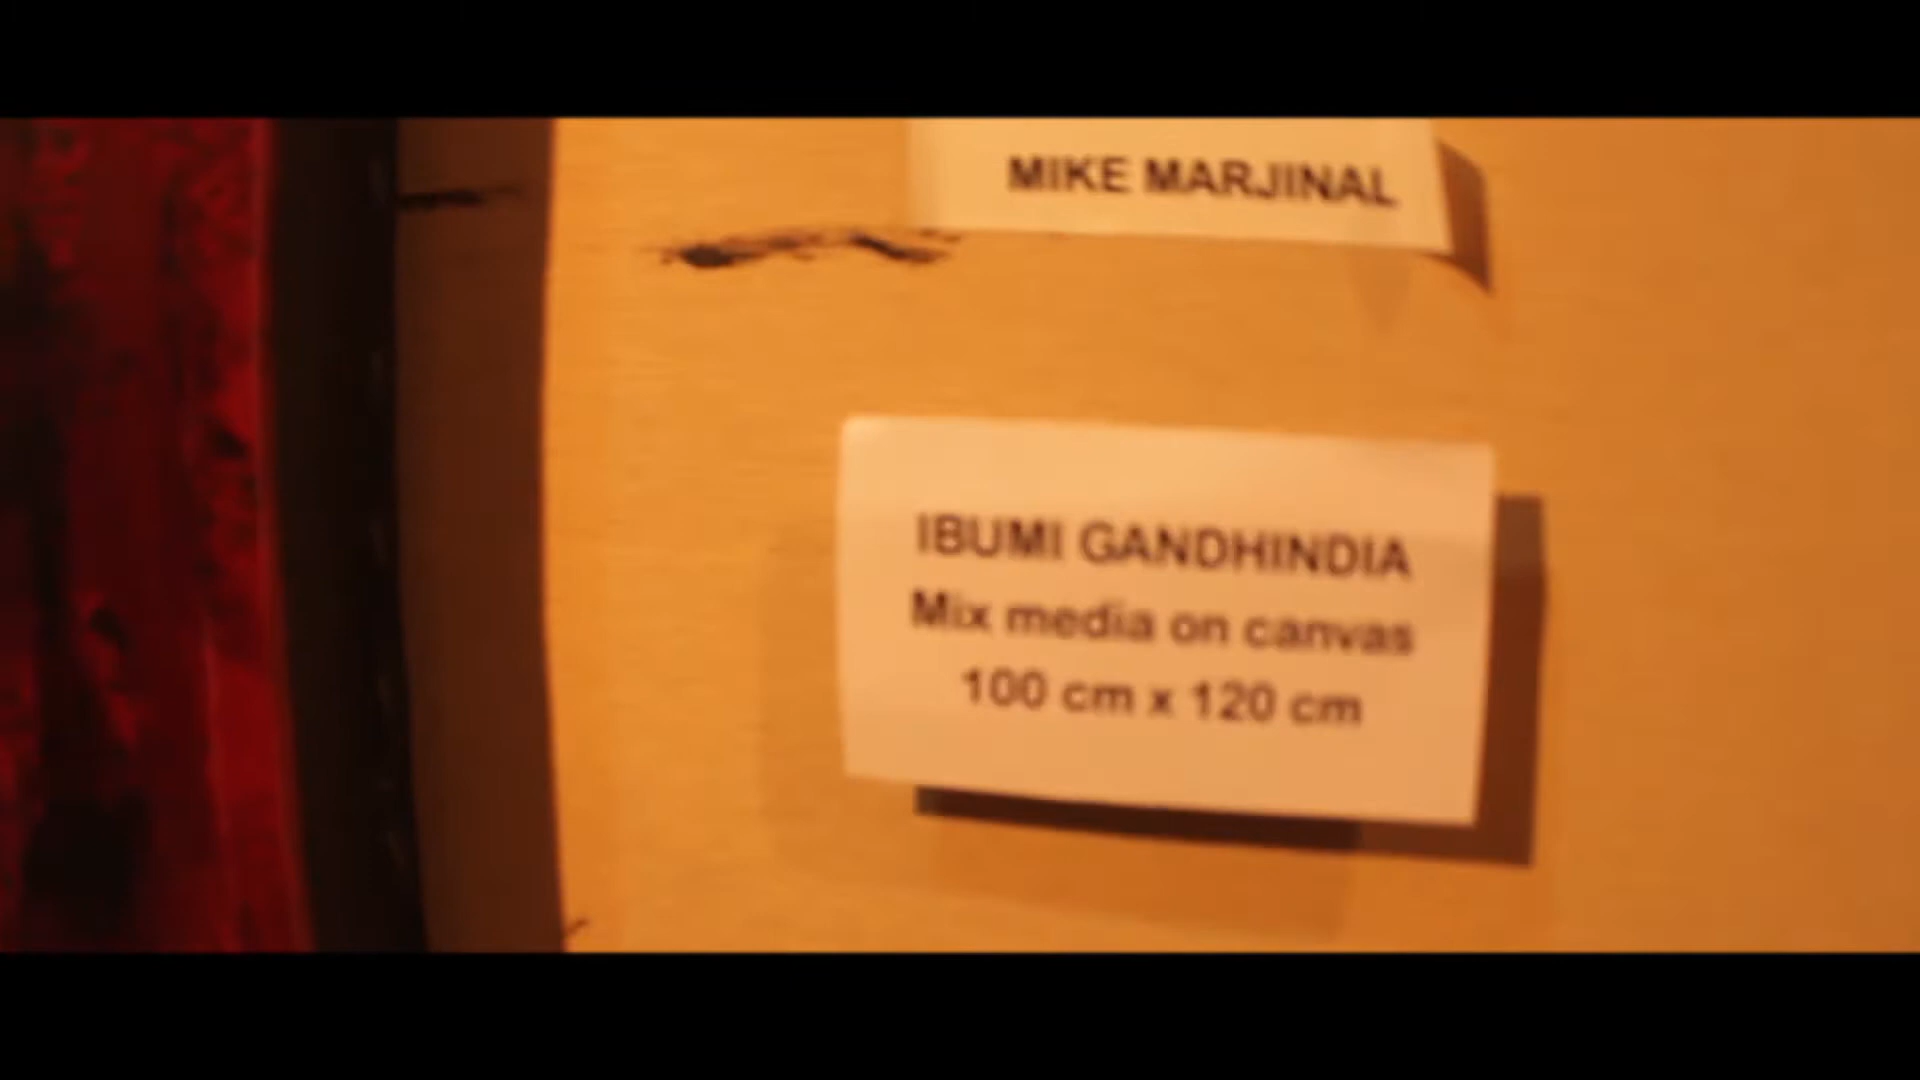 MIKE MARJINAL
IBUMI GANDHINDIA
Mix media on canvas
100 cm x 120 cm